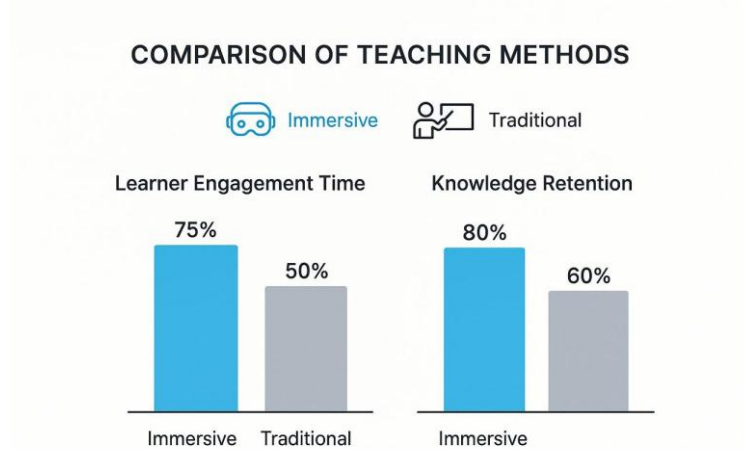 COMPARISON OF TEACHING METHODS
Immersive Traditional
Learner Engagement Time
75%
50%
Immersive Traditional
Knowledge Retention
80%
60%
Immersive